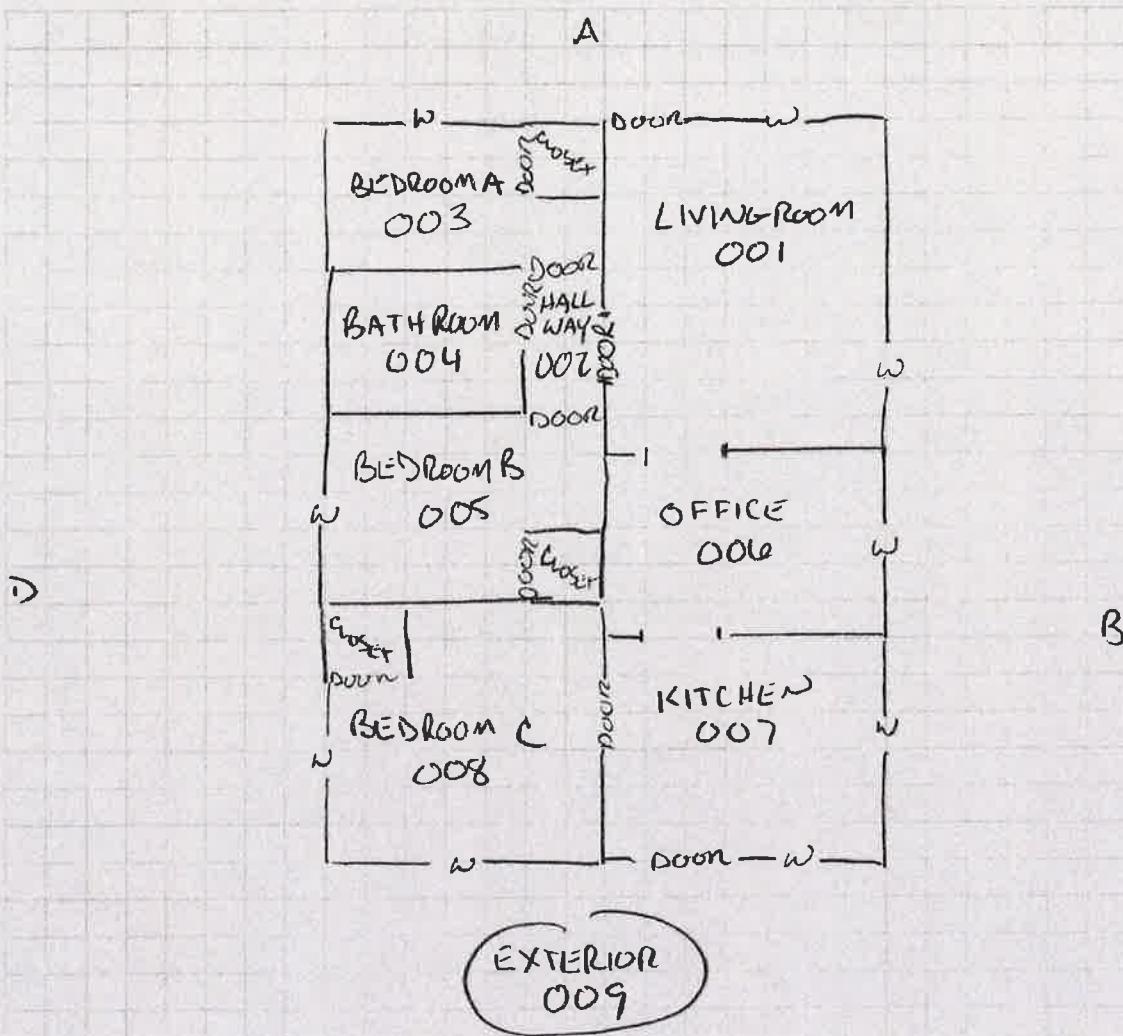 A
W
DOOR
W
DOOR
CLOSET
BEDROOM A
003
LIVINGROOM
001
DOOR
DOOR
HALL
WAY
002
DOOR
BATHROOM
004
W
DOOR
BEDROOM B
005
W
OFFICE
006
W
DOOR
CLOSET
D
B
CLOSET
DOOR
DOOR
KITCHEN
007
W
BEDROOM C
008
W
W
DOOR
W
EXTERIOR
009